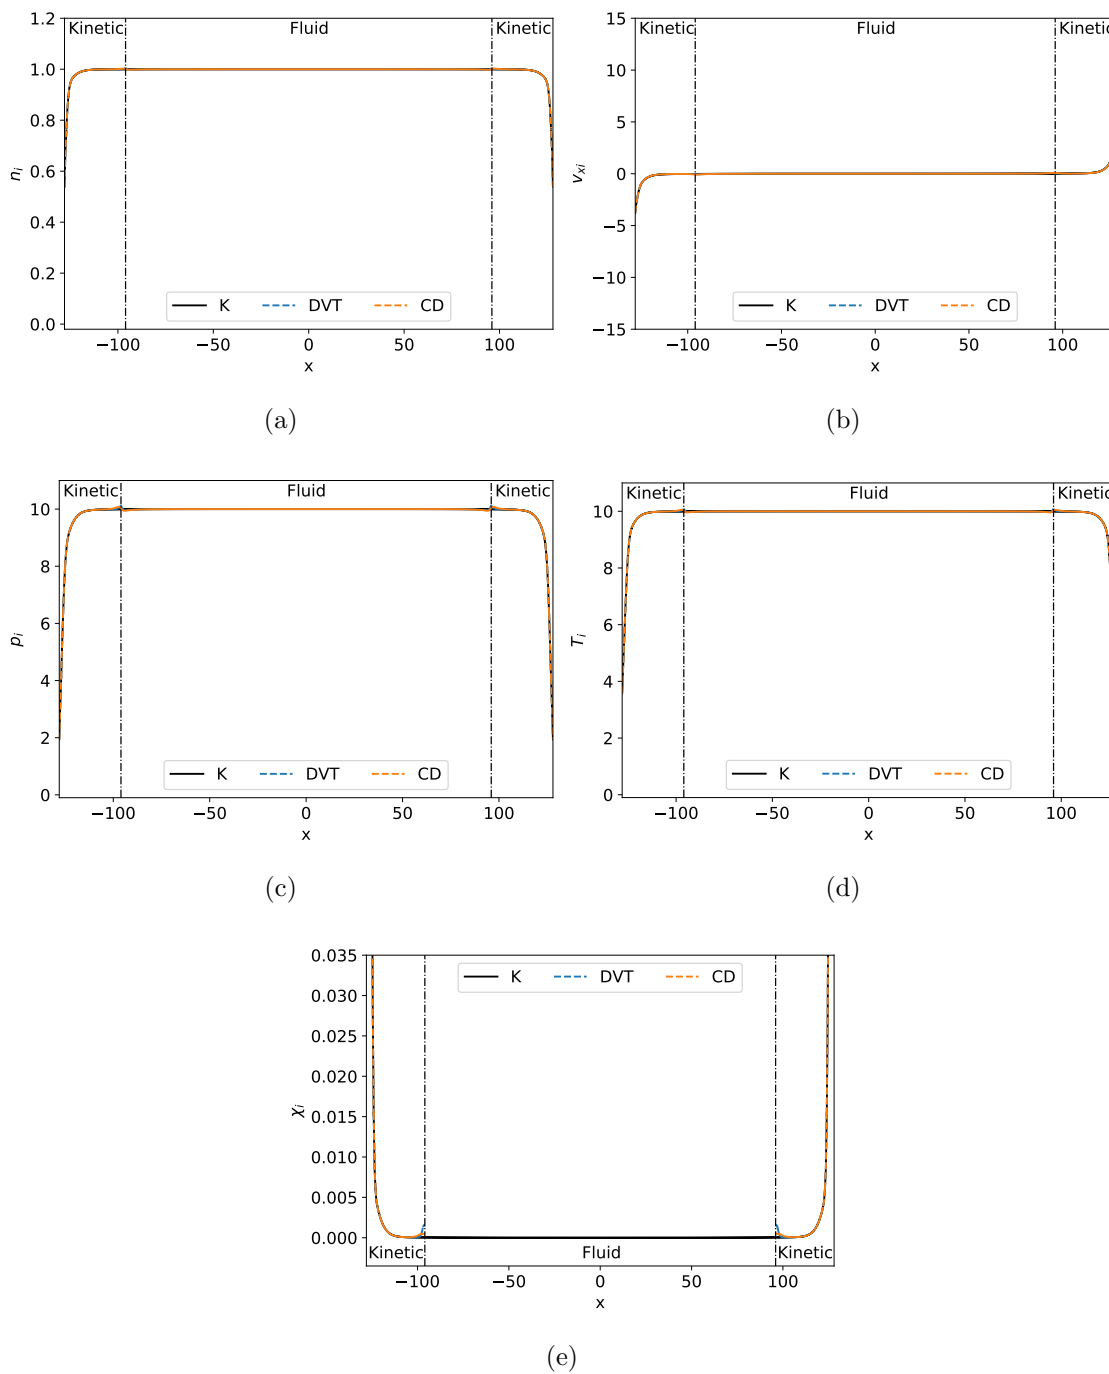 1.2
1.0
0.8
0.6
0.4
0.2
0.0
n_i
Kinetic
Fluid
Kinetic
K
DVT
CD
−100
−50
0
50
100
x
(a)
15
10
5
0
−5
−10
−15
v_{xi}
Kinetic
Fluid
Kinetic
K
DVT
CD
−100
−50
0
50
100
x
(b)
10
8
6
4
2
0
p_i
Kinetic
Fluid
Kinetic
K
DVT
CD
−100
−50
0
50
100
x
(c)
10
8
6
4
2
0
T_i
Kinetic
Fluid
Kinetic
K
DVT
CD
−100
−50
0
50
100
x
(d)
0.035
0.030
0.025
0.020
0.015
0.010
0.005
0.000
χ_i
K
DVT
CD
Kinetic
Fluid
Kinetic
−100
−50
0
50
100
x
(e)